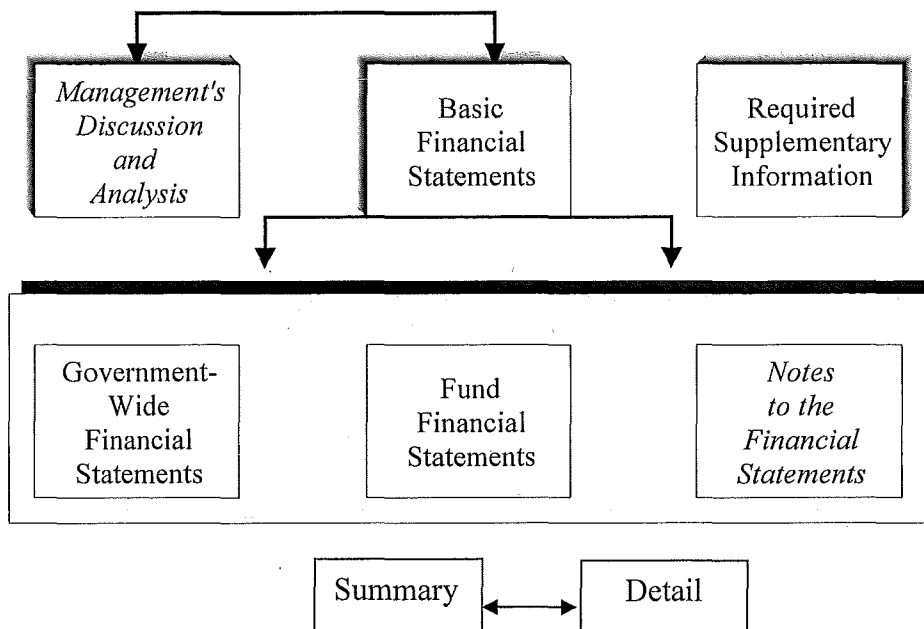 Management's
Discussion
and
Analysis
Basic
Financial
Statements
Required
Supplementary
Information
Government-
Wide
Financial
Statements
Fund
Financial
Statements
Notes
to the
Financial
Statements
Summary
Detail